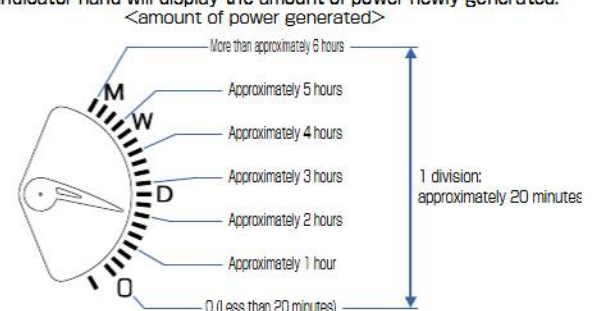 indicator hand will display the amount of power newly generated.
<amount of power generated>
More than approximately 6 hours
M
Approximately 5 hours
W
Approximately 4 hours
Approximately 3 hours
1 division:
D
approximately 20 minutes
Approximately 2 hours
Approximately 1 hour
0
0 (Less than 20 minutes)